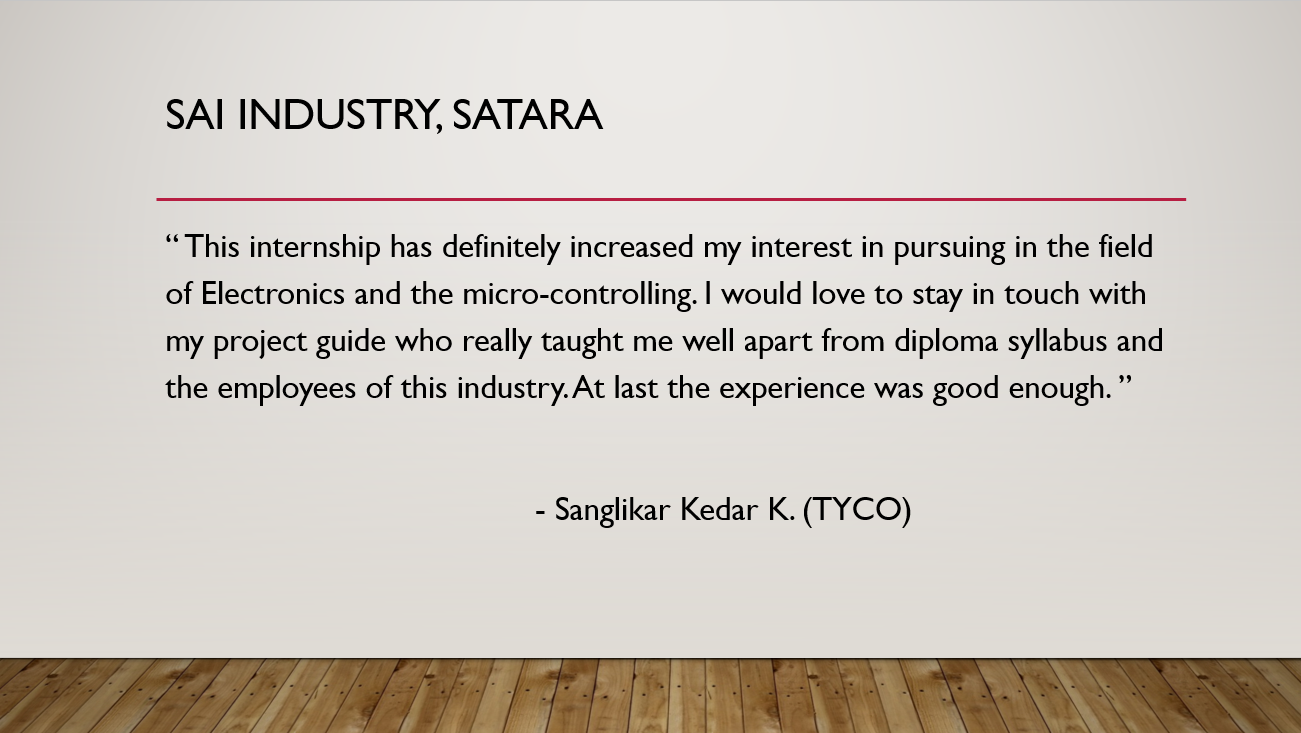 SAI INDUSTRY, SATARA
“ This internship has definitely increased my interest in pursuing in the field
of Electronics and the micro-controlling. I would love to stay in touch with
my project guide who really taught me well apart from diploma syllabus and
the employees of this industry. At last the experience was good enough. ”
- Sanglikar Kedar K. (TYCO)